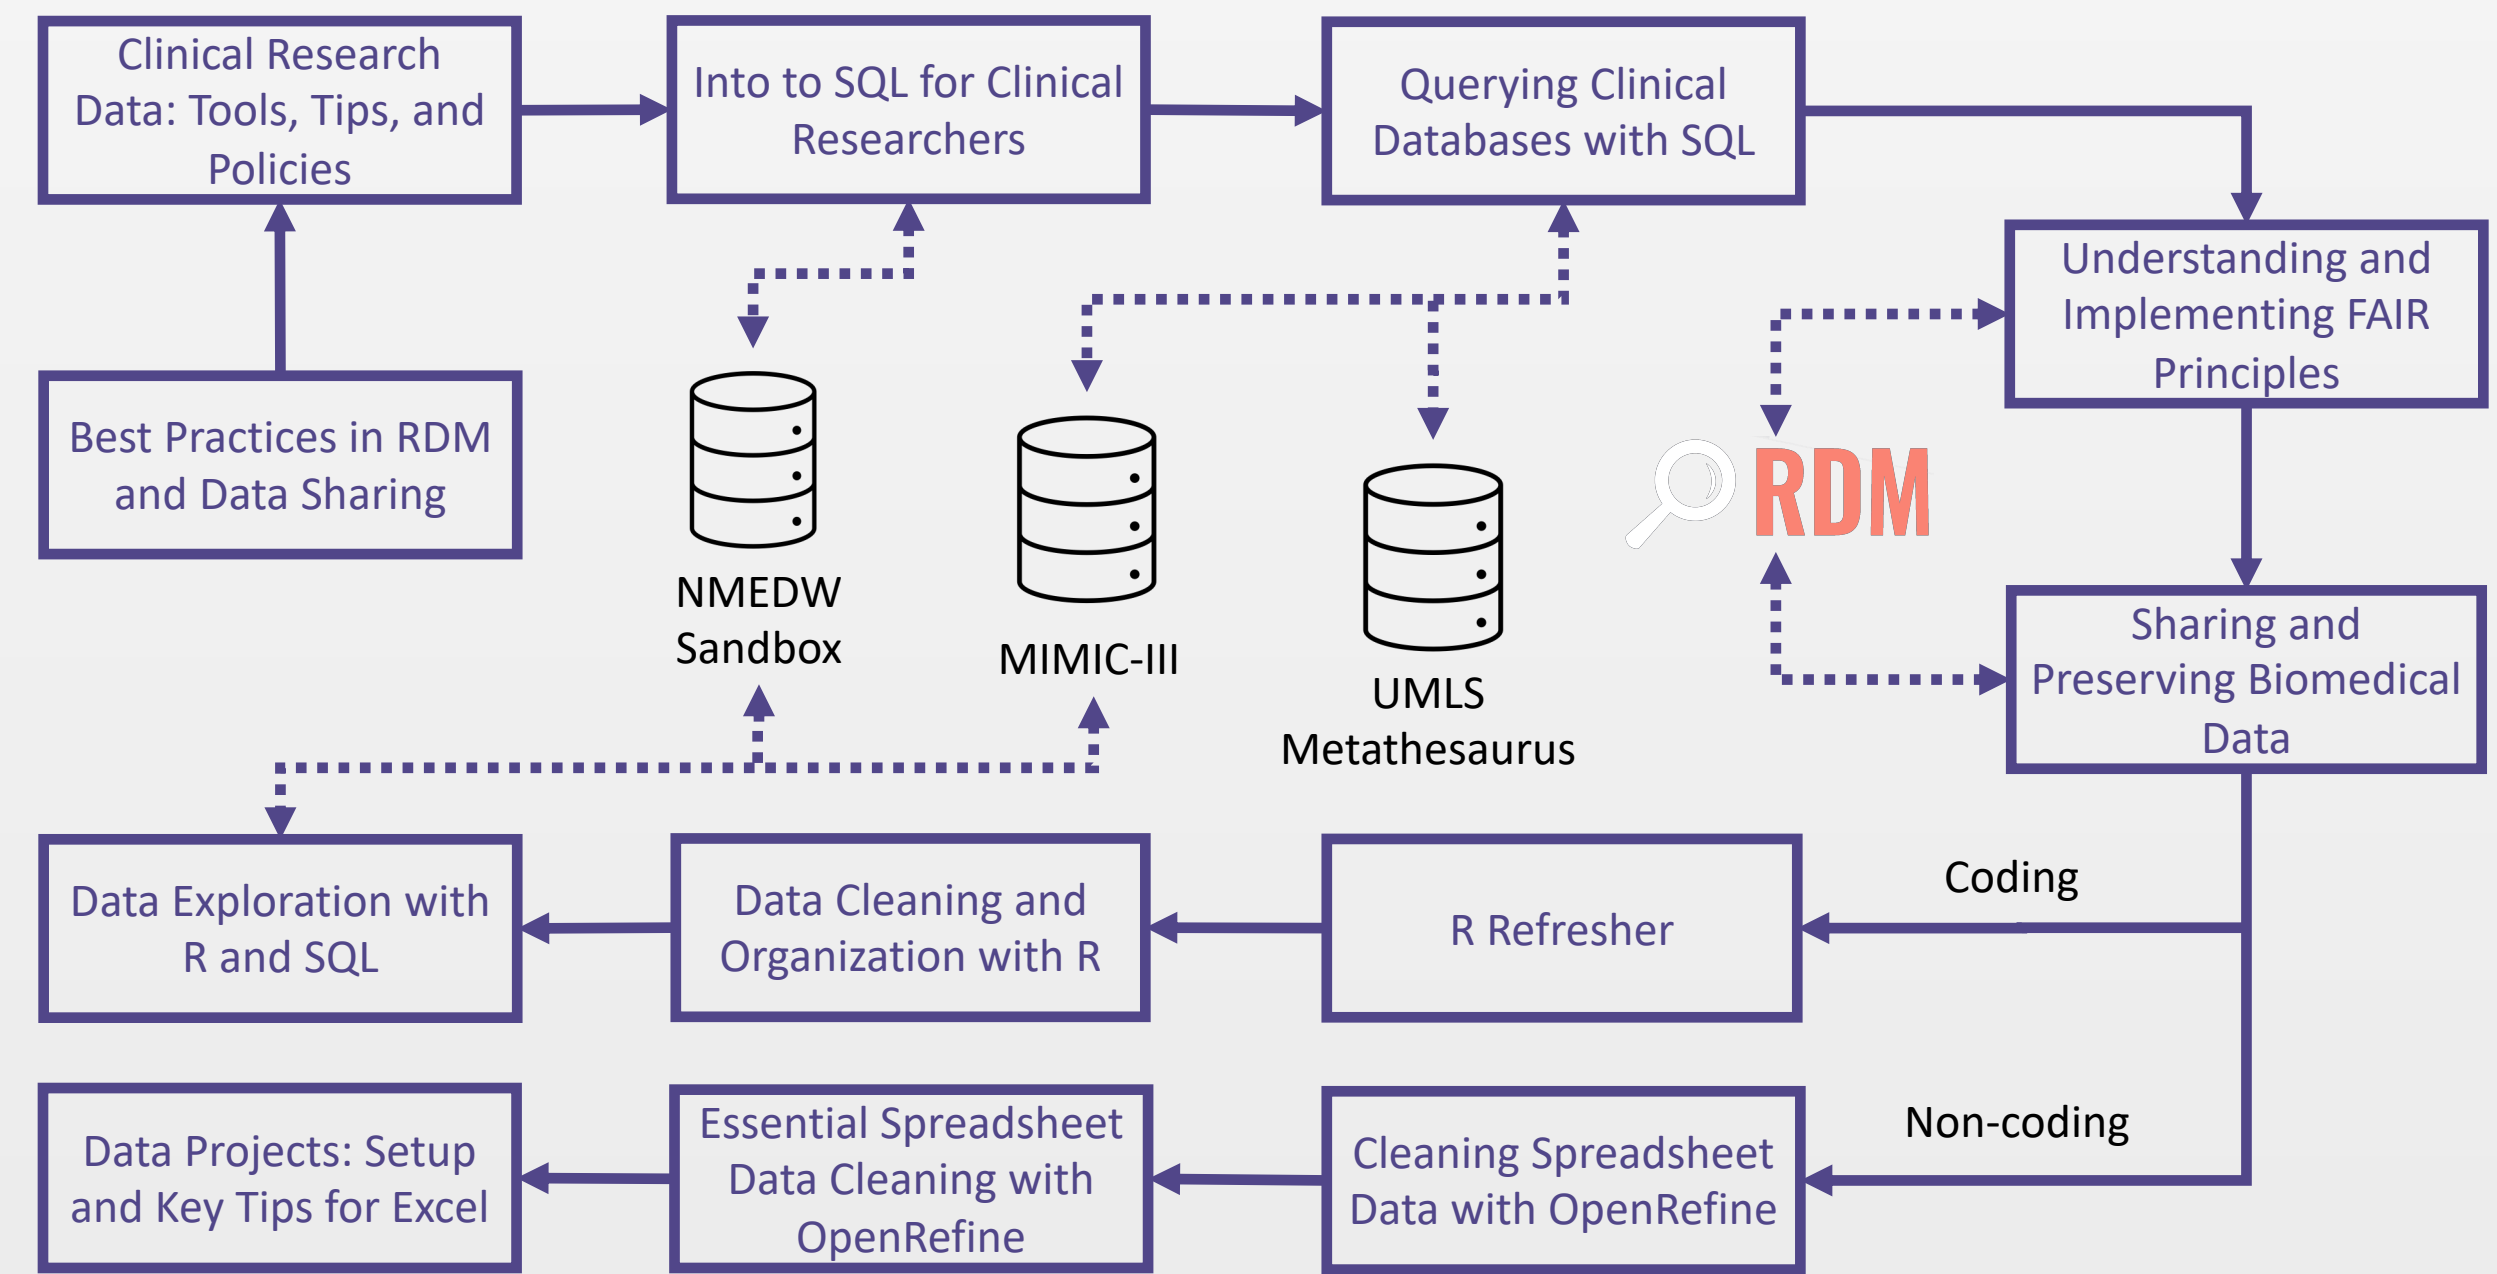 Clinical Research
Data: Tools, Tips, and
Policies
Into to SQL for Clinical
Researchers
Querying Clinical
Databases with SQL
Understanding and
Implementing FAIR
Principles
Best Practices in RDM
and Data Sharing
NMEDW
Sandbox
MIMIC-III
UMLS
Metathesaurus
RDM
Sharing and
Preserving Biomedical
Data
Data Exploration with
R and SQL
Data Cleaning and
Organization with R
R Refresher
Coding
Data Projects: Setup
and Key Tips for Excel
Essential Spreadsheet
Data Cleaning with
OpenRefine
Cleaning Spreadsheet
Data with OpenRefine
Non-coding